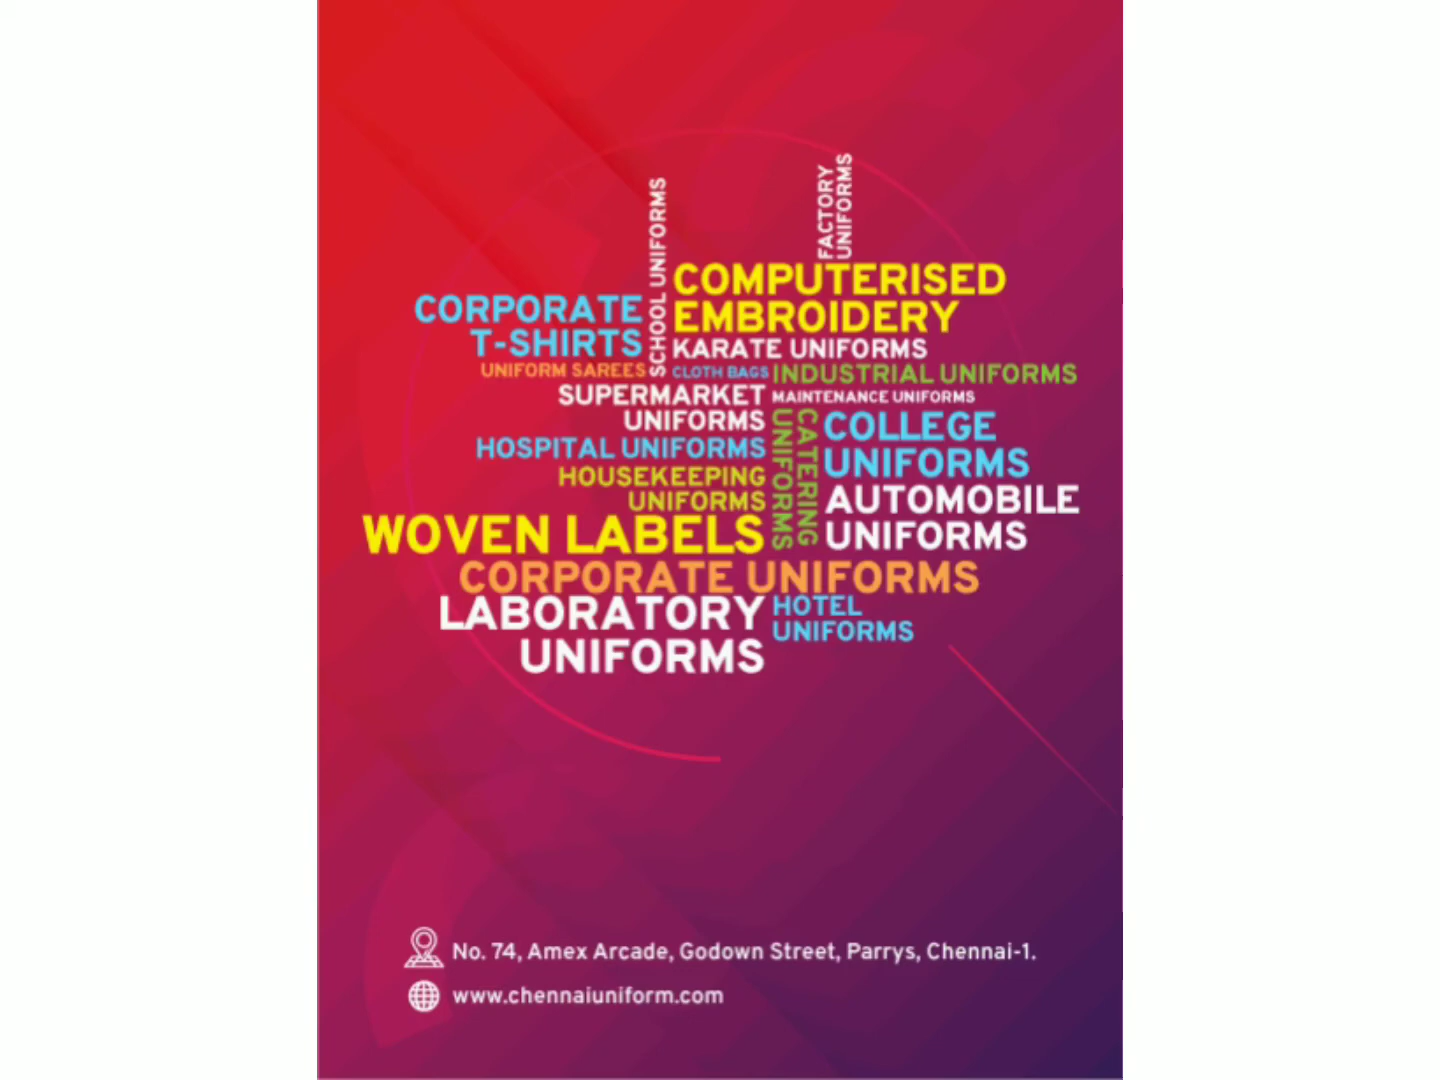 FACTORY
UNIFORMS
SCHOOL UNIFORMS
COMPUTERISED
EMBROIDERY
CORPORATE
T-SHIRTS
KARATE UNIFORMS
UNIFORM SAREES
CLOTH BAGS
INDUSTRIAL UNIFORMS
SUPERMARKET
UNIFORMS
MAINTENANCE UNIFORMS
CATERING
UNIFORMS
COLLEGE
UNIFORMS
HOSPITAL UNIFORMS
HOUSEKEEPING
UNIFORMS
AUTOMOBILE
UNIFORMS
WOVEN LABELS
CORPORATE UNIFORMS
LABORATORY
UNIFORMS
HOTEL
UNIFORMS
No. 74, Amex Arcade, Godown Street, Parrys, Chennai-1.
www.chennaiuniform.com